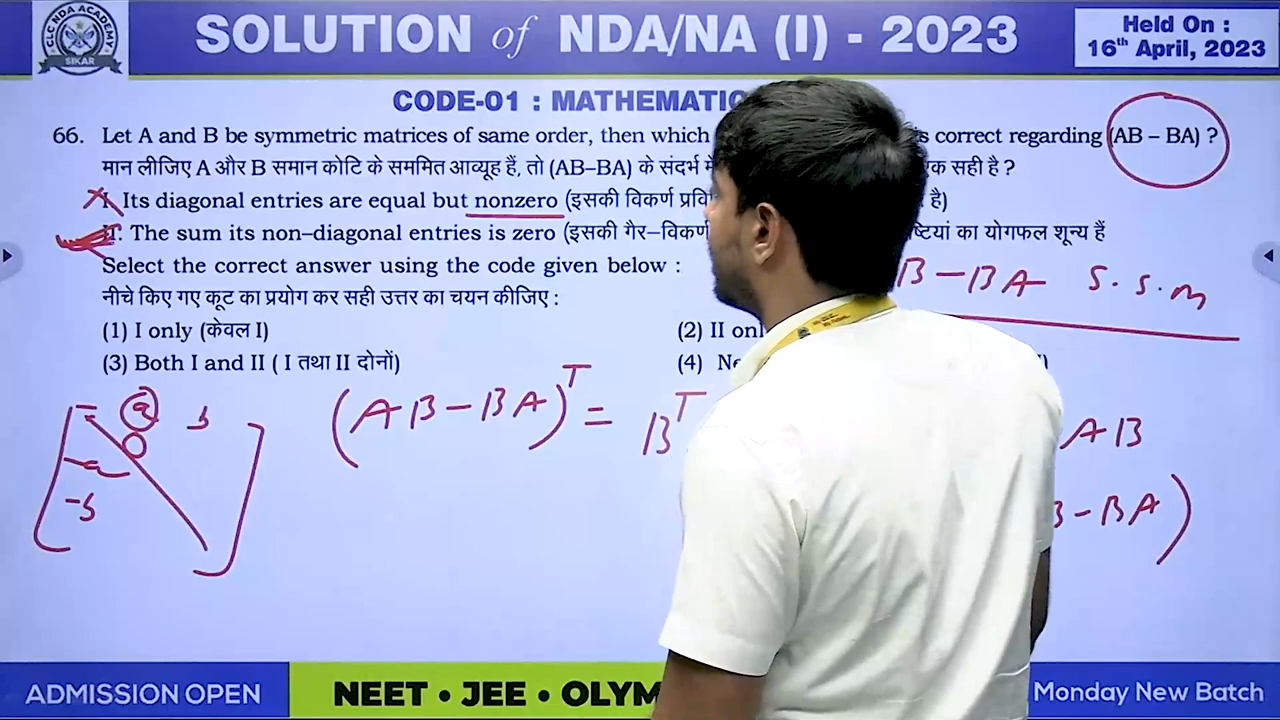 CLC NDA ACADEMY
SIKAR
SOLUTION of NDA/NA (I) - 2023
Held On :
16th April, 2023
CODE-01 : MATHEMATIC
66. Let A and B be symmetric matrices of same order, then which s correct regarding (AB – BA) ?
मान लीजिए A और B समान कोटि के सममित आव्यूह हैं, तो (AB–BA) के संदर्भ में एक सही है ?
I. Its diagonal entries are equal but nonzero (इसकी विकर्ण है)
II. The sum its non–diagonal entries is zero (इसकी गैर–विकर्ण का योगफल शून्य हैं
B – BA S.S.M
Select the correct answer using the code given below :
नीचे किए गए कूट का प्रयोग कर सही उत्तर का चयन कीजिए :
(1) I only (केवल I) (2) II onl
(3) Both I and II ( I तथा II दोनों) (4) Ne
(AB – BA)T = BT AB
a b
– BA)
-b
ADMISSION OPEN
NEET • JEE • OLYM
Monday New Batch